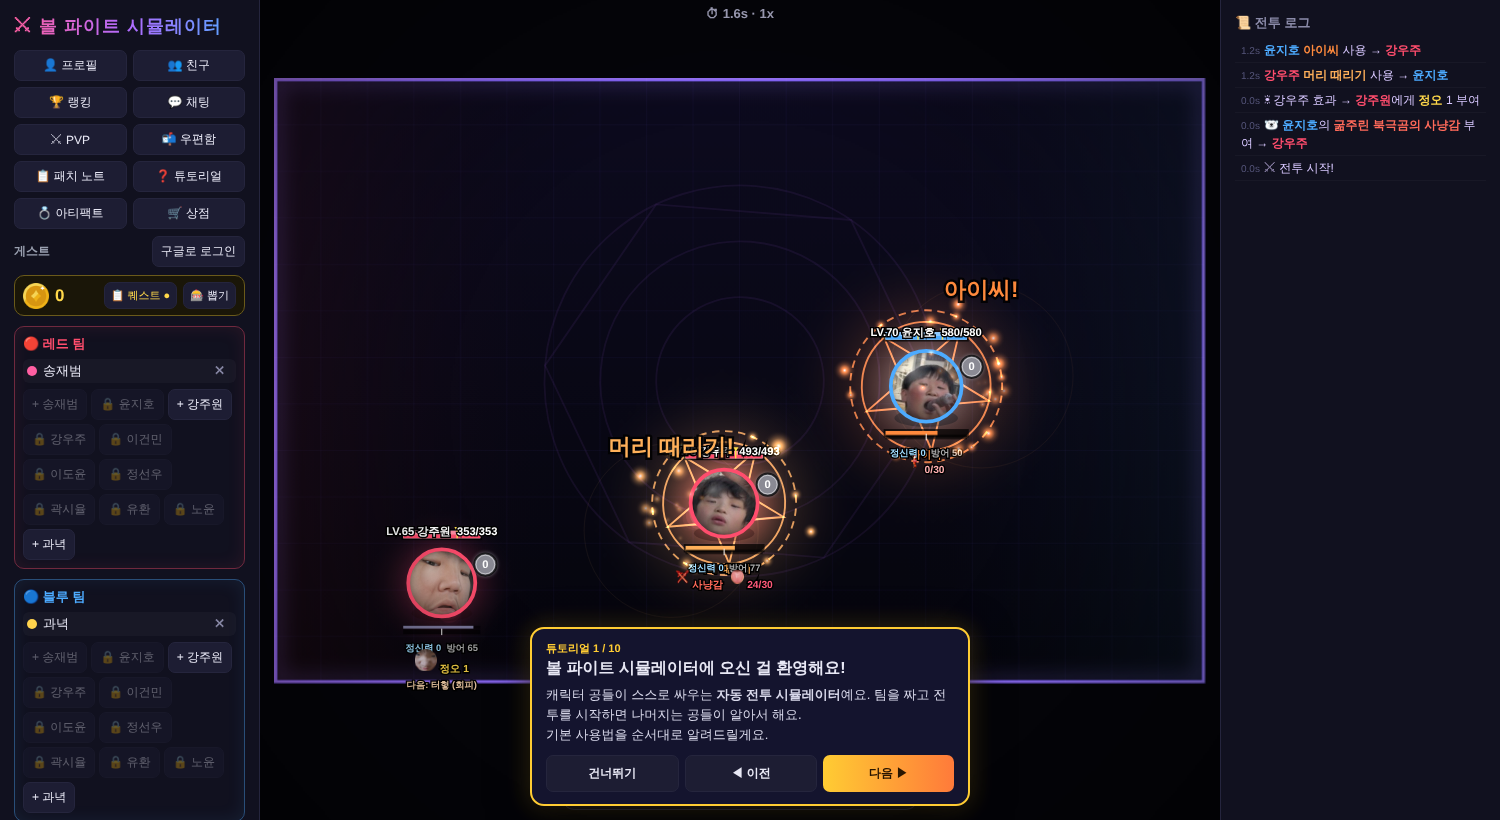 ⚔ 볼 파이트 시뮬레이터
👤 프로필
👥 친구
🏆 랭킹
💬 채팅
⚔ PVP
📬 우편함
📋 패치 노트
❓ 튜토리얼
💍 아티팩트
🛒 상점
게스트
구글로 로그인
0
📋 퀘스트 ●
🎰 뽑기
🔴 레드 팀
송재범 ✕
+ 송재범
🔒 윤지호
+ 강주원
🔒 강우주
🔒 이건민
🔒 이도윤
🔒 정선우
🔒 곽시율
🔒 유환
🔒 노윤
+ 과녁
🔵 블루 팀
과녁 ✕
+ 송재범
🔒 윤지호
+ 강주원
🔒 강우주
🔒 이건민
🔒 이도윤
🔒 정선우
🔒 곽시율
🔒 유환
🔒 노윤
+ 과녁
⏱ 1.6s · 1x
아이씨!
LV.70 윤지호 580/580
0
정신력 0 방어 50
0/30
머리 때리기!
493/493
0
정신력 0 방어 77
사냥감 24/30
LV.65 강주원 353/353
0
정신력 0 방어 65
정오 1
다음: 터헣 (회피)
튜토리얼 1 / 10
볼 파이트 시뮬레이터에 오신 걸 환영해요!
캐릭터 공들이 스스로 싸우는 자동 전투 시뮬레이터예요. 팀을 짜고 전
투를 시작하면 나머지는 공들이 알아서 해요.
기본 사용법을 순서대로 알려드릴게요.
건너뛰기
◀ 이전
다음 ▶
📜 전투 로그
1.2s 윤지호 아이씨 사용 → 강우주
1.2s 강우주 머리 때리기 사용 → 윤지호
0.0s ☀ 강우주 효과 → 강주원에게 정오 1 부여
0.0s 🐻‍❄️ 윤지호의 굶주린 북극곰의 사냥감 부
여 → 강우주
0.0s ⚔ 전투 시작!